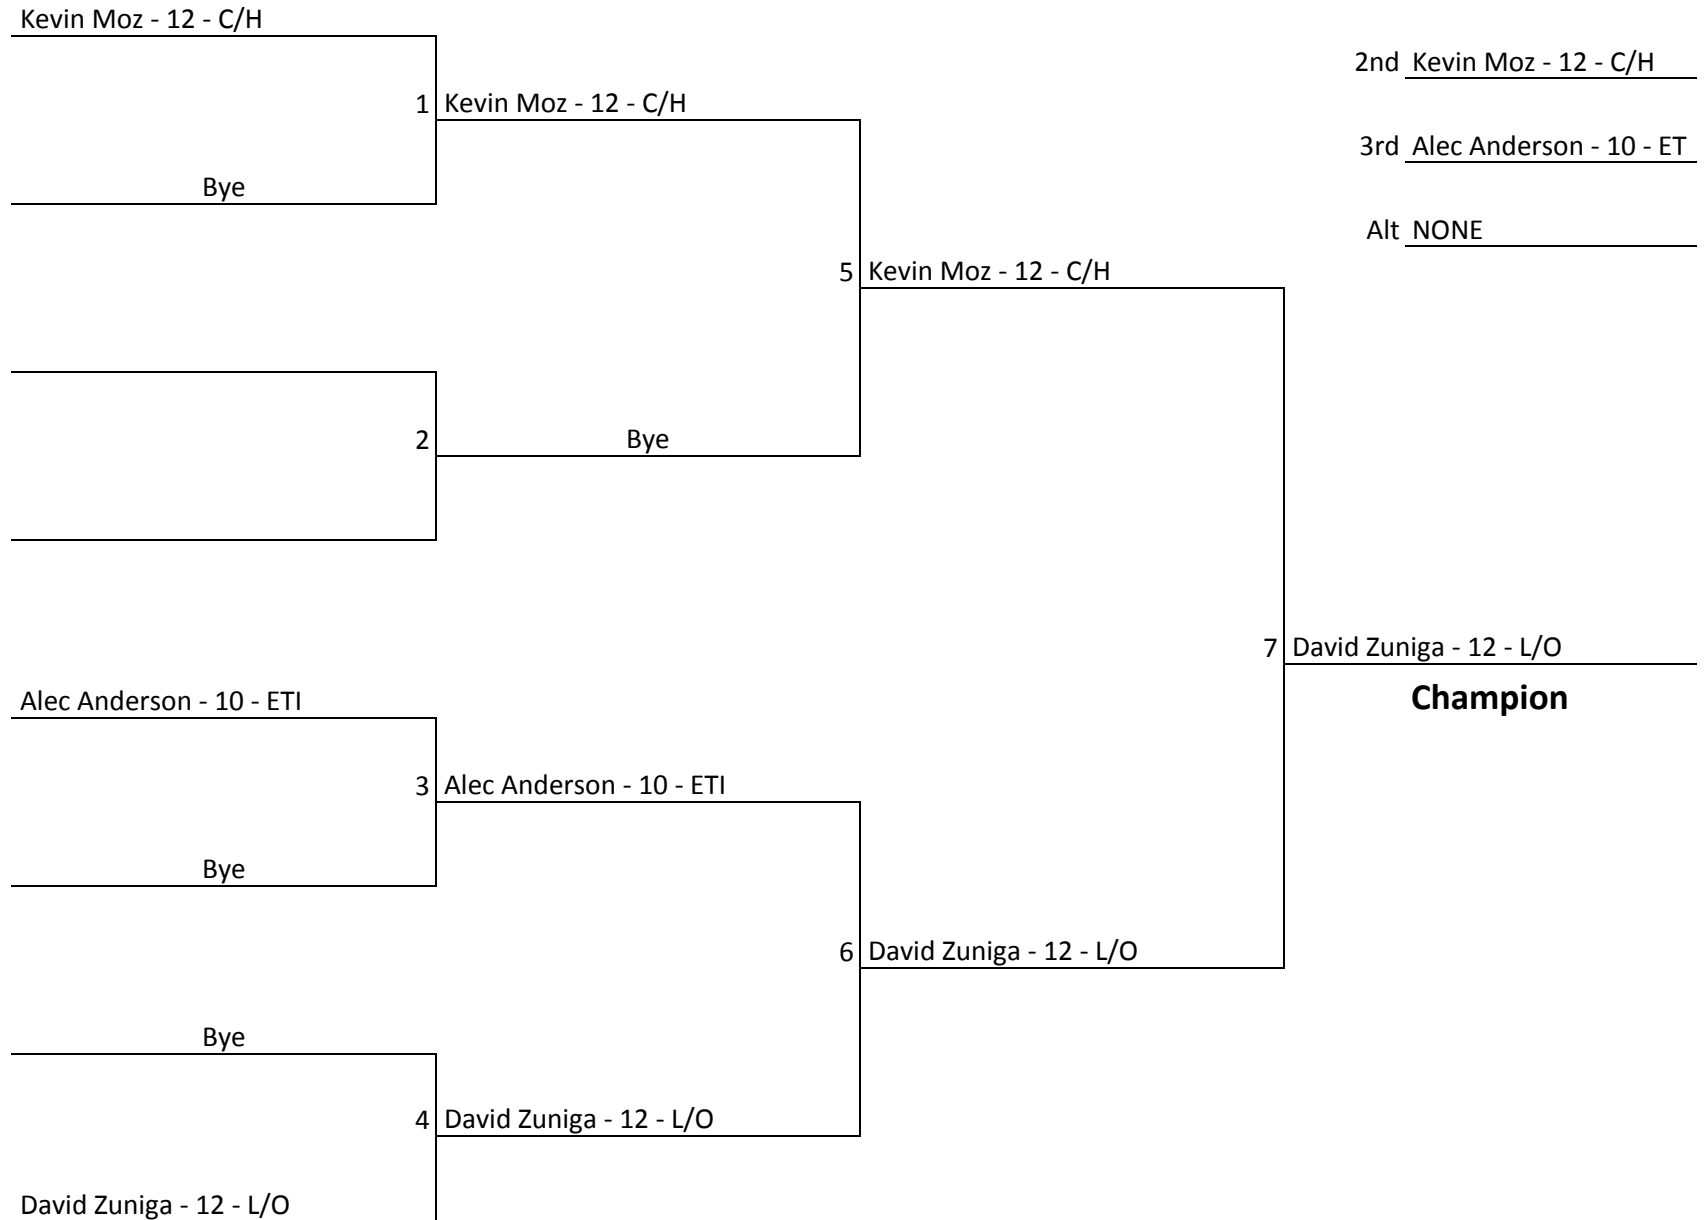 Kevin Moz - 12 - C/H
2nd Kevin Moz - 12 - C/H
1 Kevin Moz - 12 - C/H
3rd Alec Anderson - 10 - ET
Bye
Alt NONE
5 Kevin Moz - 12 - C/H
2 Bye
7 David Zuniga - 12 - L/O
Champion
Alec Anderson - 10 - ETI
3 Alec Anderson - 10 - ETI
Bye
6 David Zuniga - 12 - L/O
Bye
4 David Zuniga - 12 - L/O
David Zuniga - 12 - L/O